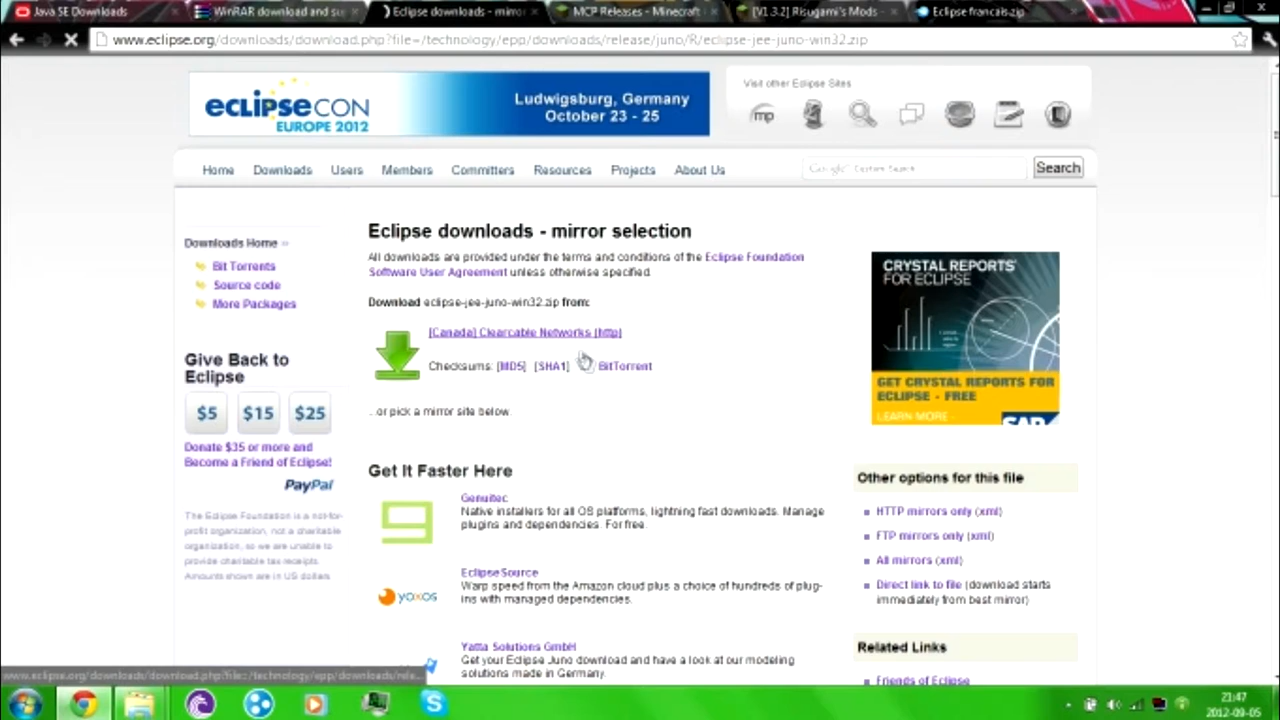 Java SE Downloads
WinRAR download and su
Eclipse downloads - mirror
MCP Releases - Minecraft
[V1.3.2] Risugami's Mods -
Eclipse francais.zip
www.eclipse.org/downloads/download.php?file=/technology/epp/downloads/release/juno/R/eclipse-jee-juno-win32.zip
eclipseCON
EUROPE 2012
Ludwigsburg, Germany
October 23 - 25
Visit other Eclipse Sites
mp
Home Downloads Users Members Committers Resources Projects About Us
Google Custom Search
Search
Downloads Home
Bit Torrents
Source code
More Packages
Give Back to
Eclipse
$5 $15 $25
Donate $35 or more and
Become a Friend of Eclipse!
PayPal
The Eclipse Foundation is a not-for-
profit organization, not a charitable
organization, so we are unable to
provide charitable tax receipts.
Amounts shown are in US dollars.
Eclipse downloads - mirror selection
All downloads are provided under the terms and conditions of the Eclipse Foundation
Software User Agreement unless otherwise specified.
Download eclipse-jee-juno-win32.zip from:
[Canada] Clearcable Networks (http)
Checksums: [MD5] [SHA1] BitTorrent
...or pick a mirror site below.
Get It Faster Here
Genuitec
Native installers for all OS platforms, lightning fast downloads. Manage
plugins and dependencies. For free.
yoxos
EclipseSource
Warp speed from the Amazon cloud plus a choice of hundreds of plug-
ins with managed dependencies.
Yatta Solutions GmbH
Get your Eclipse Juno download and have a look at our modeling
solutions made in Germany.
CRYSTAL REPORTS
FOR ECLIPSE
GET CRYSTAL REPORTS FOR
ECLIPSE - FREE
LEARN MORE
SAP
Other options for this file
HTTP mirrors only (xml)
FTP mirrors only (xml)
All mirrors (xml)
Direct link to file (download starts
immediately from best mirror)
Related Links
Friends of Eclipse
www.eclipse.org/downloads/download.php?file=/technology/epp/downloads/rele...
21:47
2012-09-05